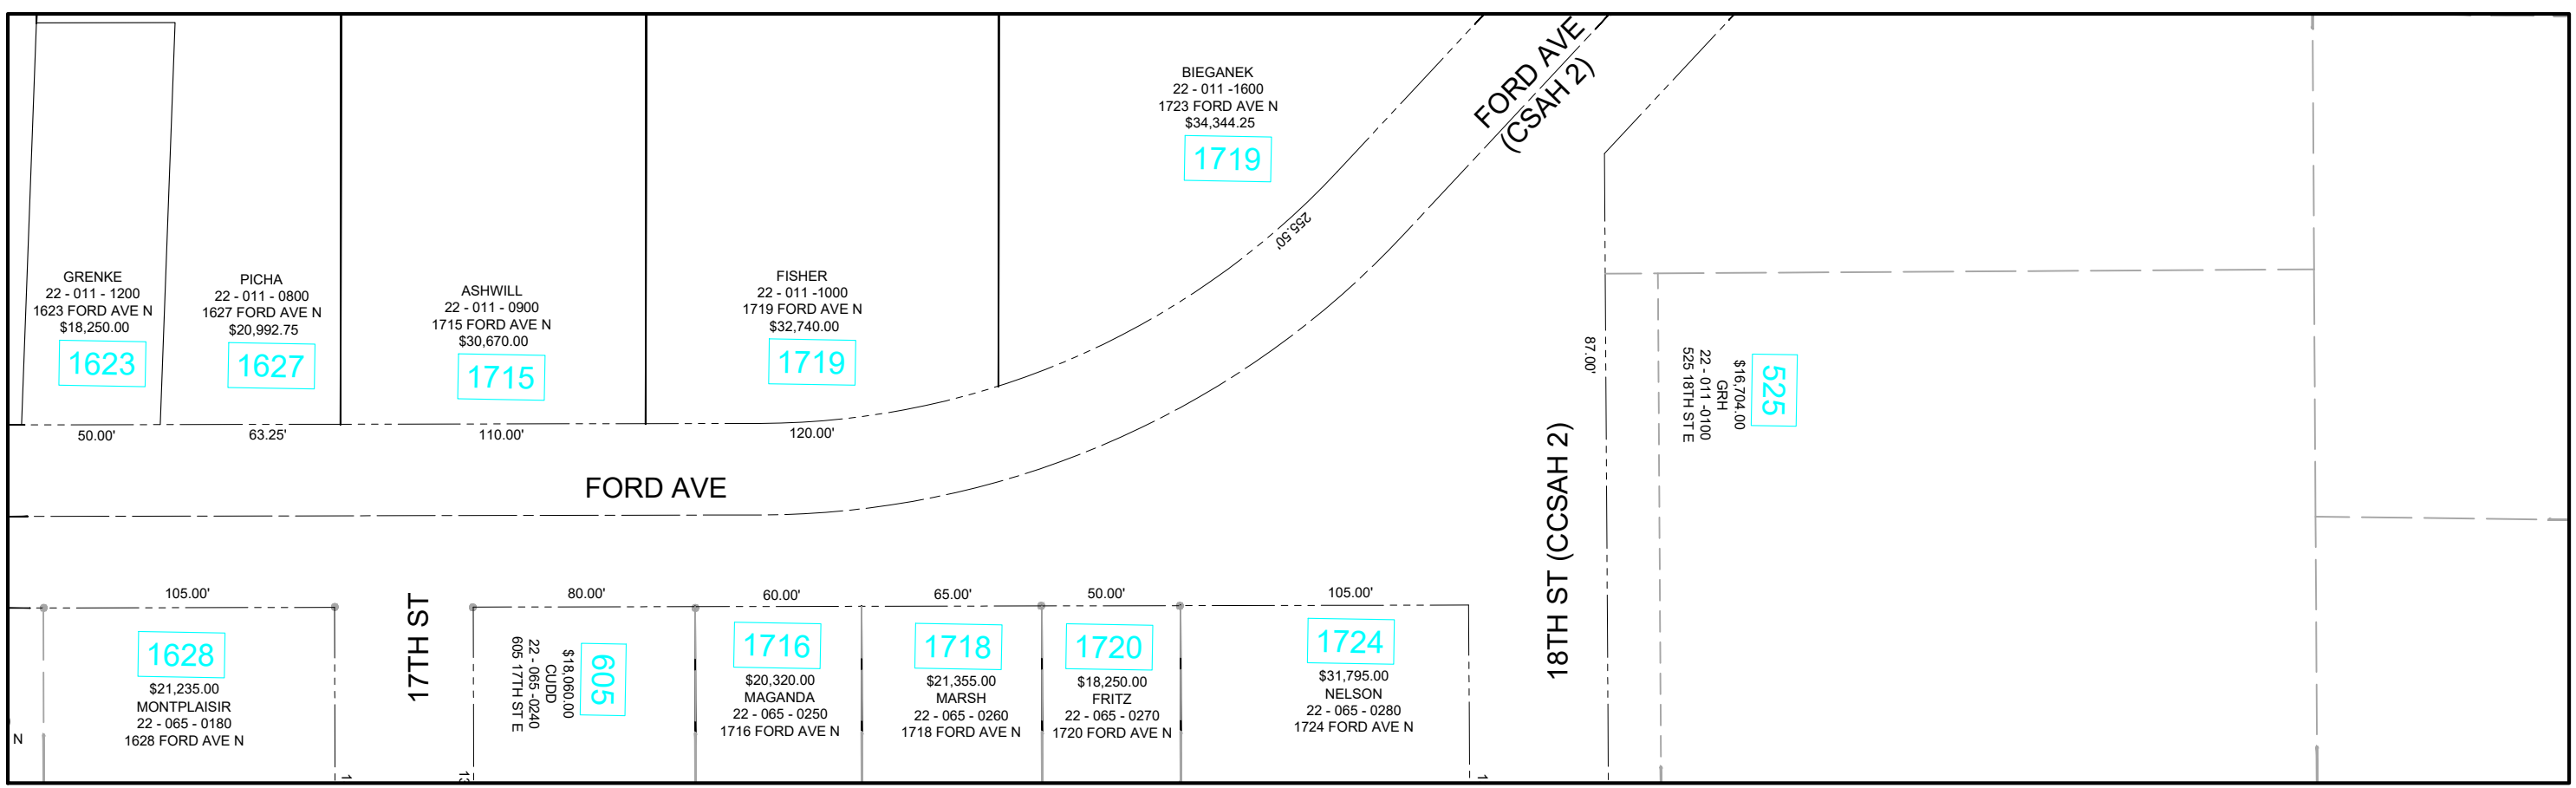 BIEGANEK
22 - 011 -1600
1723 FORD AVE N
$34,344.25
1719
FORD AVE
(CSAH 2)
255.50'
GRENKE
22 - 011 - 1200
1623 FORD AVE N
$18,250.00
1623
PICHA
22 - 011 - 0800
1627 FORD AVE N
$20,992.75
1627
ASHWILL
22 - 011 - 0900
1715 FORD AVE N
$30,670.00
1715
FISHER
22 - 011 -1000
1719 FORD AVE N
$32,740.00
1719
50.00'
63.25'
110.00'
120.00'
87.00'
525
$16,704.00
GRH
22 - 011 -0100
525 18TH ST E
FORD AVE
18TH ST (CCSAH 2)
17TH ST
105.00'
80.00'
60.00'
65.00'
50.00'
105.00'
1628
$21,235.00
MONTPLAISIR
22 - 065 - 0180
1628 FORD AVE N
605
$18,060.00
CUDD
22 - 065 -0240
605 17TH ST E
1716
$20,320.00
MAGANDA
22 - 065 - 0250
1716 FORD AVE N
1718
$21,355.00
MARSH
22 - 065 - 0260
1718 FORD AVE N
1720
$18,250.00
FRITZ
22 - 065 - 0270
1720 FORD AVE N
1724
$31,795.00
NELSON
22 - 065 - 0280
1724 FORD AVE N
N
1
1